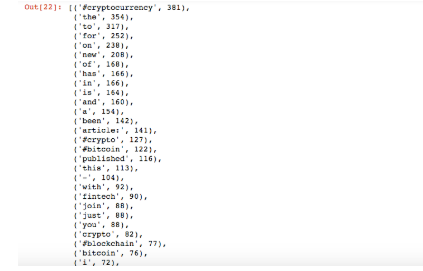 Out[22]: [('#cryptocurrency', 381),
('the', 354),
('to', 317),
('for', 252),
('on', 238),
('new', 208),
('of', 168),
('has', 166),
('in', 166),
('is', 164),
('and', 160),
('a', 154),
('been', 142),
('article:', 141),
('#crypto', 127),
('#bitcoin', 122),
('published', 116),
('this', 113),
('-', 104),
('with', 92),
('fintech', 90),
('join', 88),
('just', 88),
('you', 88),
('crypto', 82),
('#blockchain', 77),
('bitcoin', 76),
('i', 72),